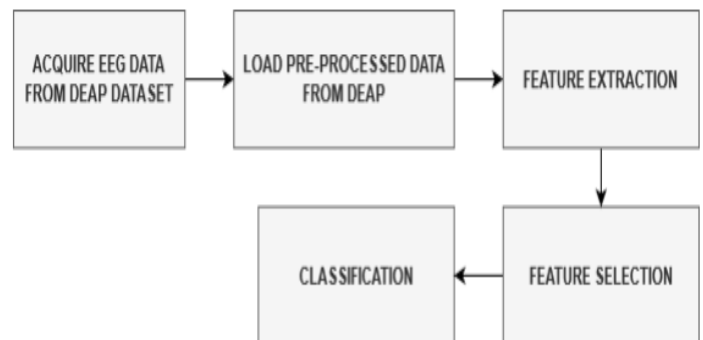 ACQUIRE EEG DATA
FROM DEAP DATASET
LOAD PRE-PROCESSED DATA
FROM DEAP
FEATURE EXTRACTION
FEATURE SELECTION
CLASSIFICATION